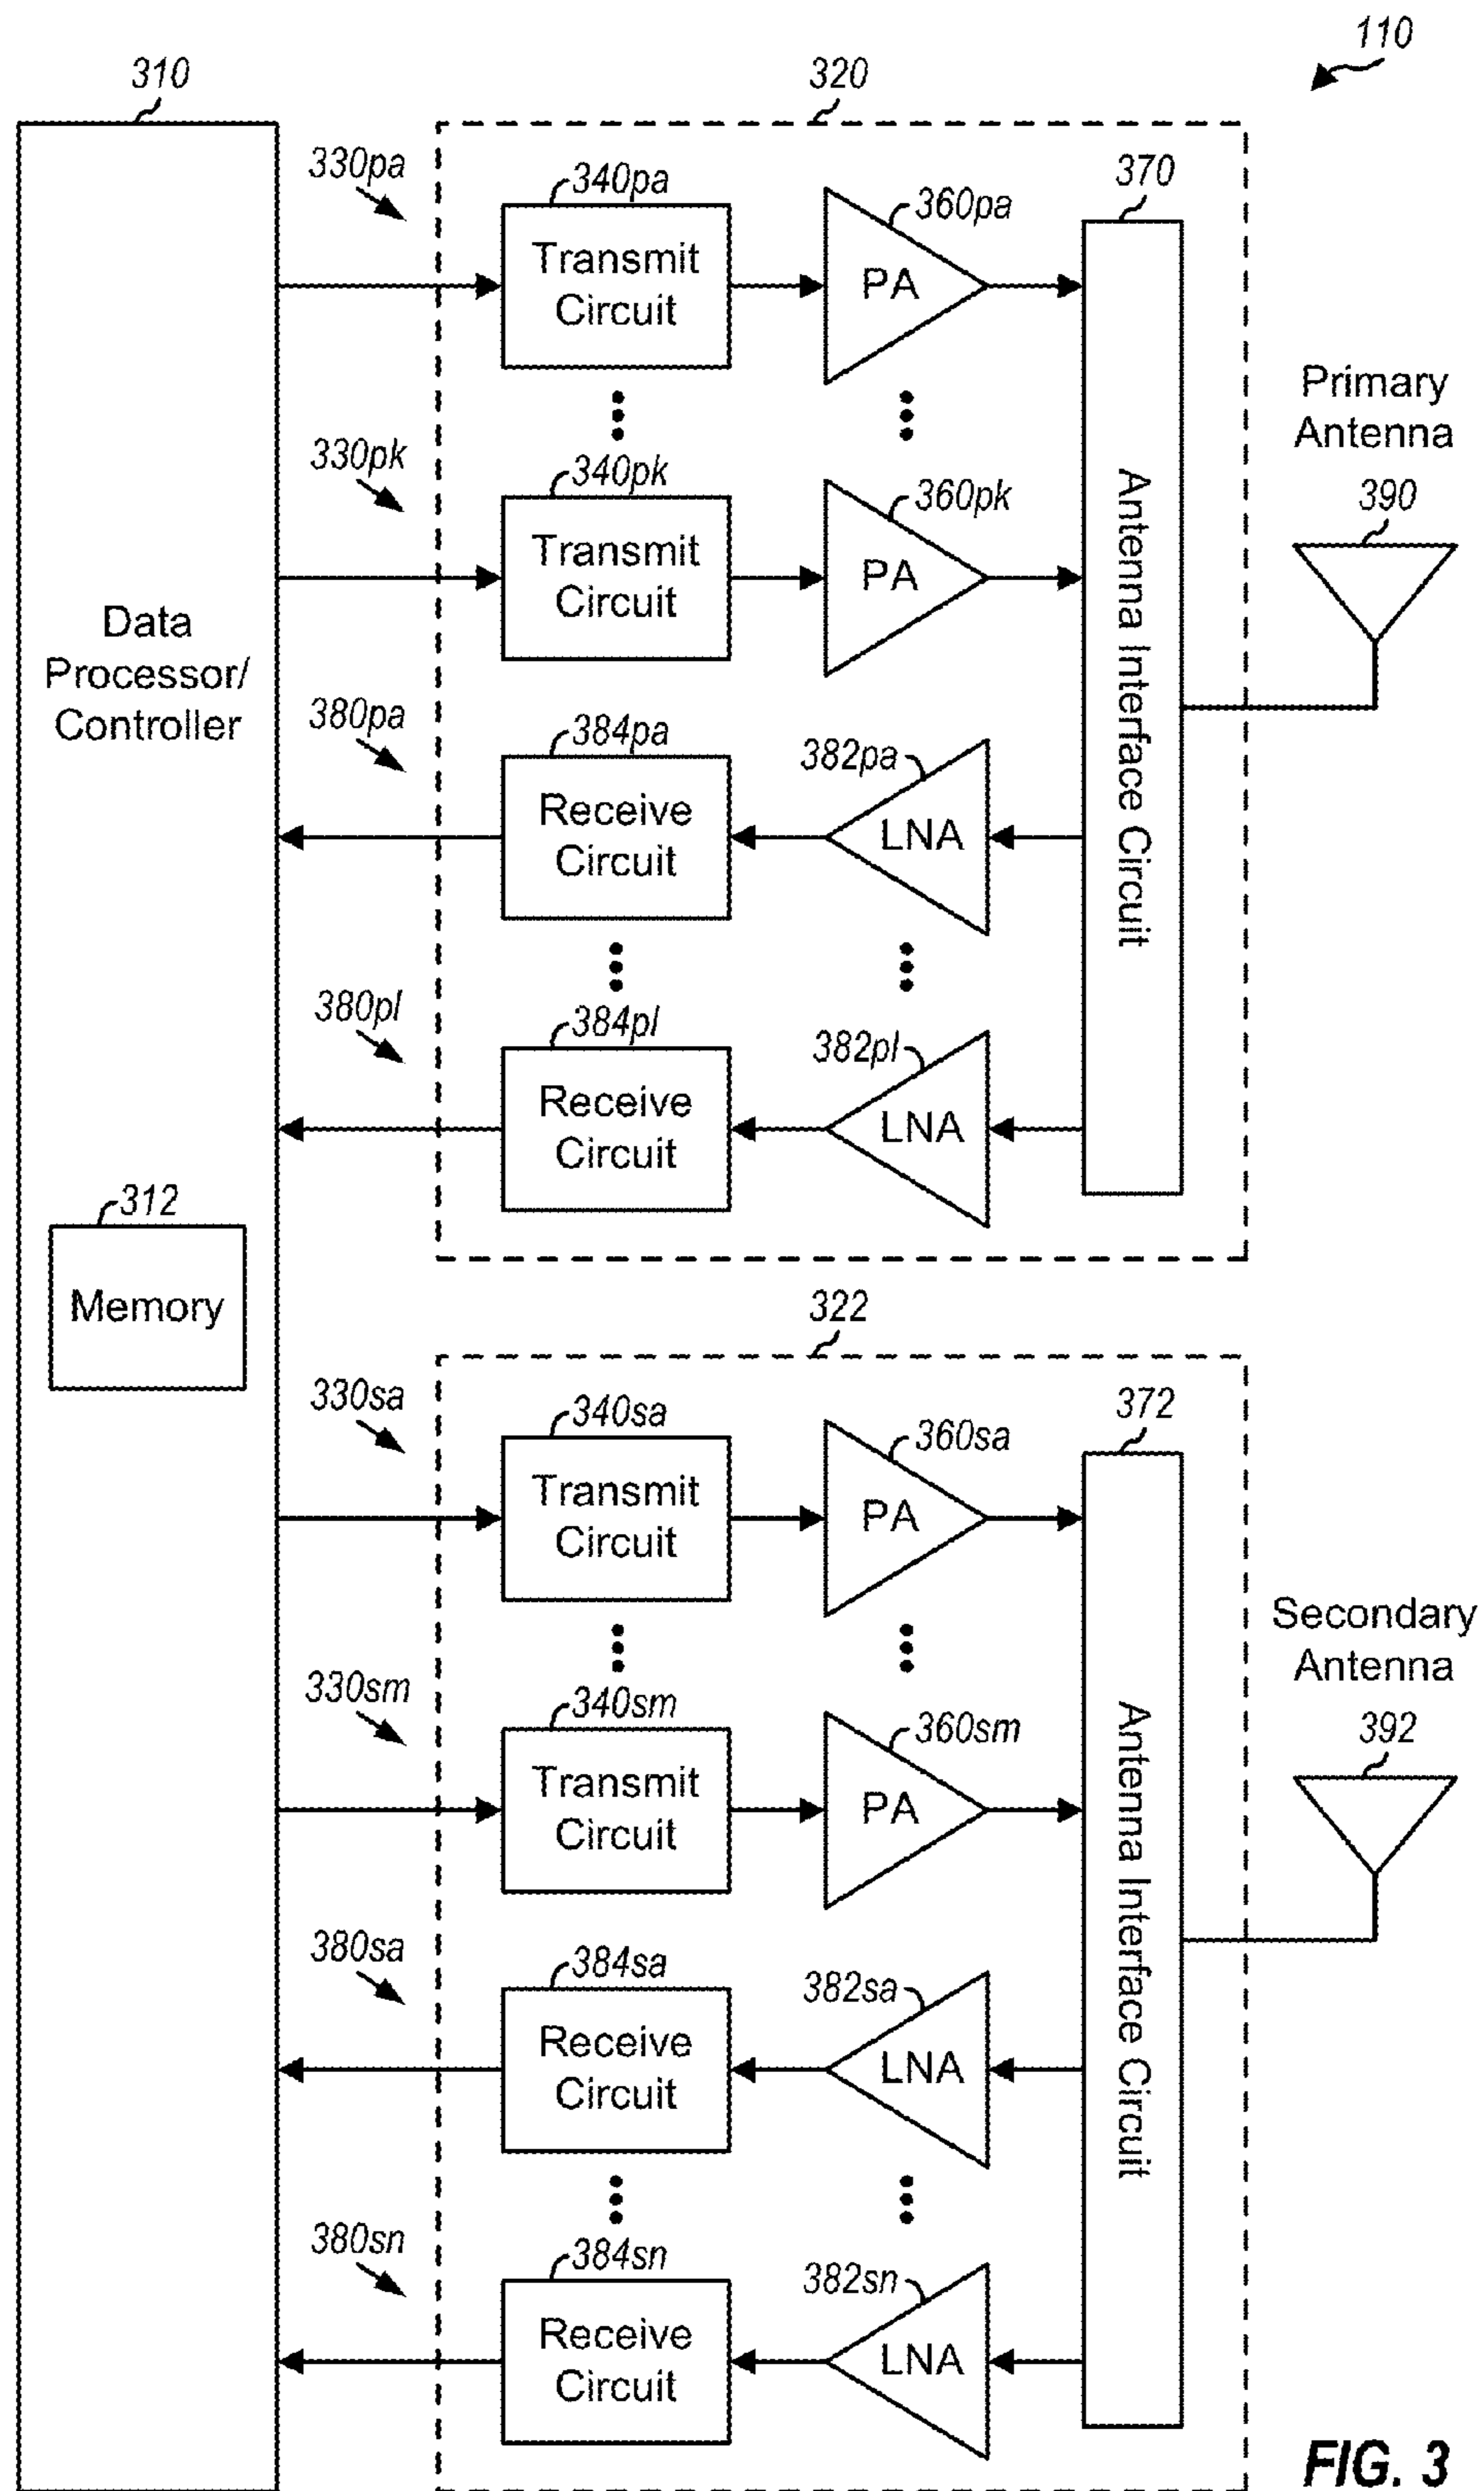 110
310
320
330pa
340pa
360pa
370
Transmit
Circuit
PA
Primary
Antenna
330pk
340pk
360pk
390
Transmit
Circuit
PA
Antenna Interface Circuit
Data
Processor/
Controller
380pa
384pa
382pa
Receive
Circuit
LNA
380pl
384pl
382pl
Receive
Circuit
LNA
312
Memory
322
330sa
340sa
360sa
372
Transmit
Circuit
PA
Secondary
Antenna
330sm
340sm
360sm
392
Transmit
Circuit
PA
Antenna Interface Circuit
380sa
384sa
382sa
Receive
Circuit
LNA
380sn
384sn
382sn
Receive
Circuit
LNA
FIG. 3